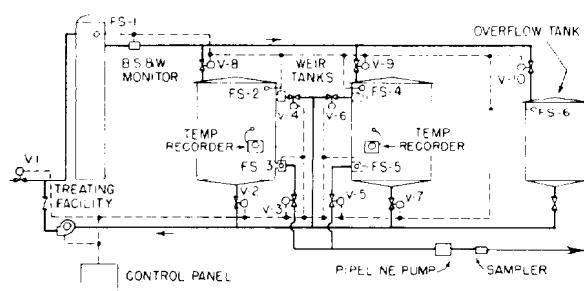 FS-1
OVERFLOW TANK
B.S.&W
MONITOR
V-8
WEIR
TANKS
V-9
V-10
FS-2
FS-4
FS-6
V-4
V-6
TEMP
RECORDER
TEMP
RECORDER
V1
FS-3
FS-5
TREATING
FACILITY
V-2
V-3
V-5
V-7
CONTROL PANEL
PIPELINE PUMP
SAMPLER